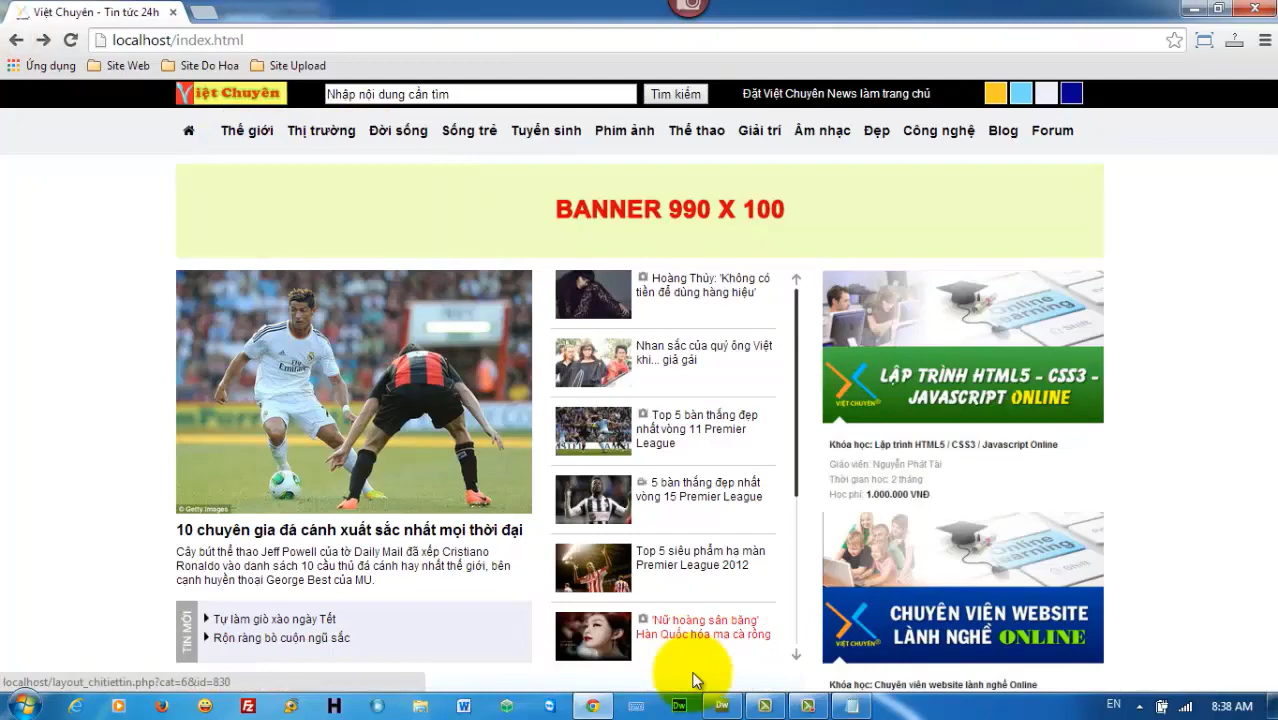 Việt Chuyên - Tin tức 24h
localhost/index.html
Ứng dụng Site Web Site Do Hoa Site Upload
Việt Chuyên Nhập nội dung cần tìm Tìm kiếm Đặt Việt Chuyên News làm trang chủ
Thế giới Thị trường Đời sống Sống trẻ Tuyển sinh Phim ảnh Thể thao Giải trí Âm nhạc Đẹp Công nghệ Blog Forum
BANNER 990 X 100
© Getty Images
10 chuyên gia đá cánh xuất sắc nhất mọi thời đại
Cây bút thể thao Jeff Powell của tờ Daily Mail đã xếp Cristiano
Ronaldo vào danh sách 10 cầu thủ đá cánh hay nhất thế giới, bên
cạnh huyền thoại George Best của MU.
TIN MỚI
Tự làm giò xào ngày Tết
Rộn ràng bò cuộn ngũ sắc
Hoàng Thùy: 'Không có
tiền để dùng hàng hiệu'
Nhan sắc của quý ông Việt
khi... giả gái
Top 5 bàn thắng đẹp
nhất vòng 11 Premier
League
5 bàn thắng đẹp nhất
vòng 15 Premier League
Top 5 siêu phẩm hạ màn
Premier League 2012
'Nữ hoàng sân băng'
Hàn Quốc hóa ma cà rồng
Online
Learning
Shift
LẬP TRÌNH HTML5 - CSS3 -
JAVASCRIPT ONLINE
VIỆT CHUYÊN
Khóa học: Lập trình HTML5 / CSS3 / Javascript Online
Giáo viên: Nguyễn Phát Tài
Thời gian học: 2 tháng
Học phí: 1.000.000 VNĐ
Online
Learning
Shift
CHUYÊN VIÊN WEBSITE
LÀNH NGHỀ ONLINE
VIỆT CHUYÊN
Khóa học: Chuyên viên website lành nghề Online
localhost/layout_chitiettin.php?cat=6&id=830
EN 8:38 AM